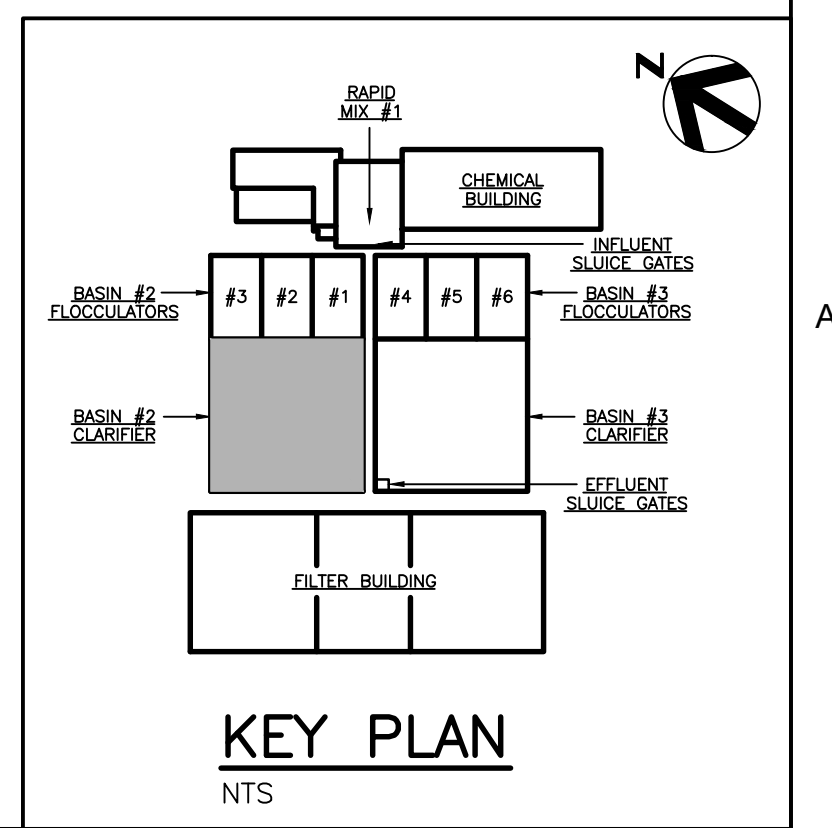 N
RAPID
MIX #1
CHEMICAL
BUILDING
INFLUENT
SLUICE GATES
BASIN #2
FLOCCULATORS
#3 #2 #1 #4 #5 #6
BASIN #3
FLOCCULATORS
A
BASIN #2
CLARIFIER
BASIN #3
CLARIFIER
EFFLUENT
SLUICE GATES
FILTER BUILDING
KEY PLAN
NTS